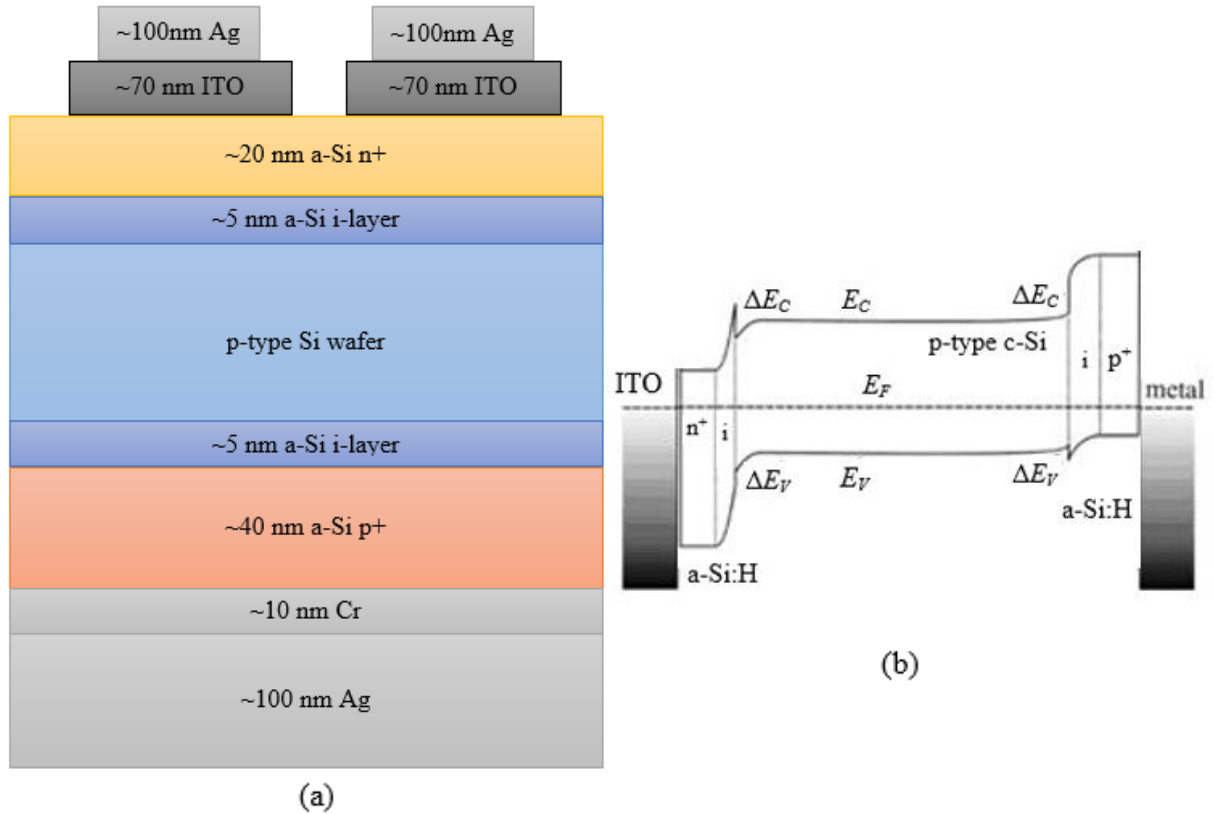 ~100nm Ag
~100nm Ag
~70 nm ITO
~70 nm ITO
~20 nm a-Si n+
~5 nm a-Si i-layer
p-type Si wafer
~5 nm a-Si i-layer
~40 nm a-Si p+
~10 nm Cr
~100 nm Ag
(a)
ΔE_C
E_C
ΔE_C
p-type c-Si
i
p⁺
ITO
E_F
metal
n⁺
i
ΔE_V
E_V
ΔE_V
a-Si:H
a-Si:H
(b)